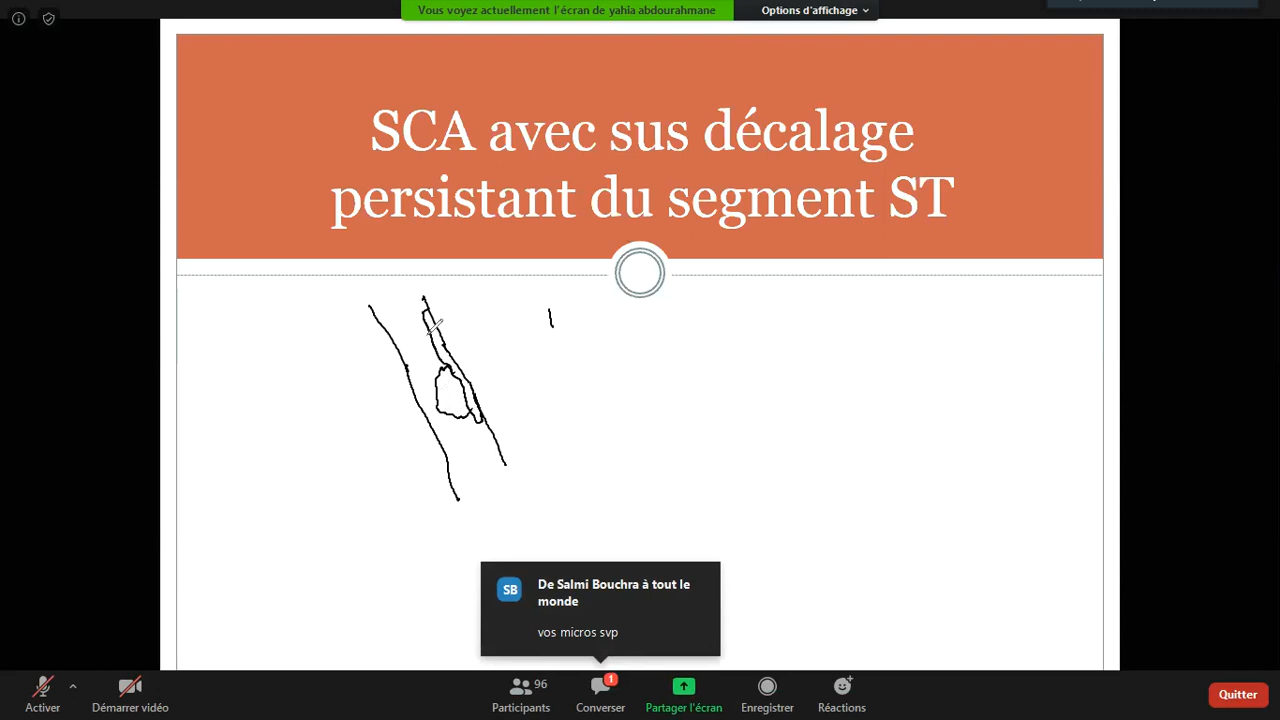 Vous voyez actuellement l'écran de yahia abdourahmane
Options d'affichage
SCA avec sus décalage
persistant du segment ST
SB
De Salmi Bouchra à tout le
monde
vos micros svp
Activer
Démarrer vidéo
96
Participants
1
Converser
Partager l'écran
Enregistrer
Réactions
Quitter